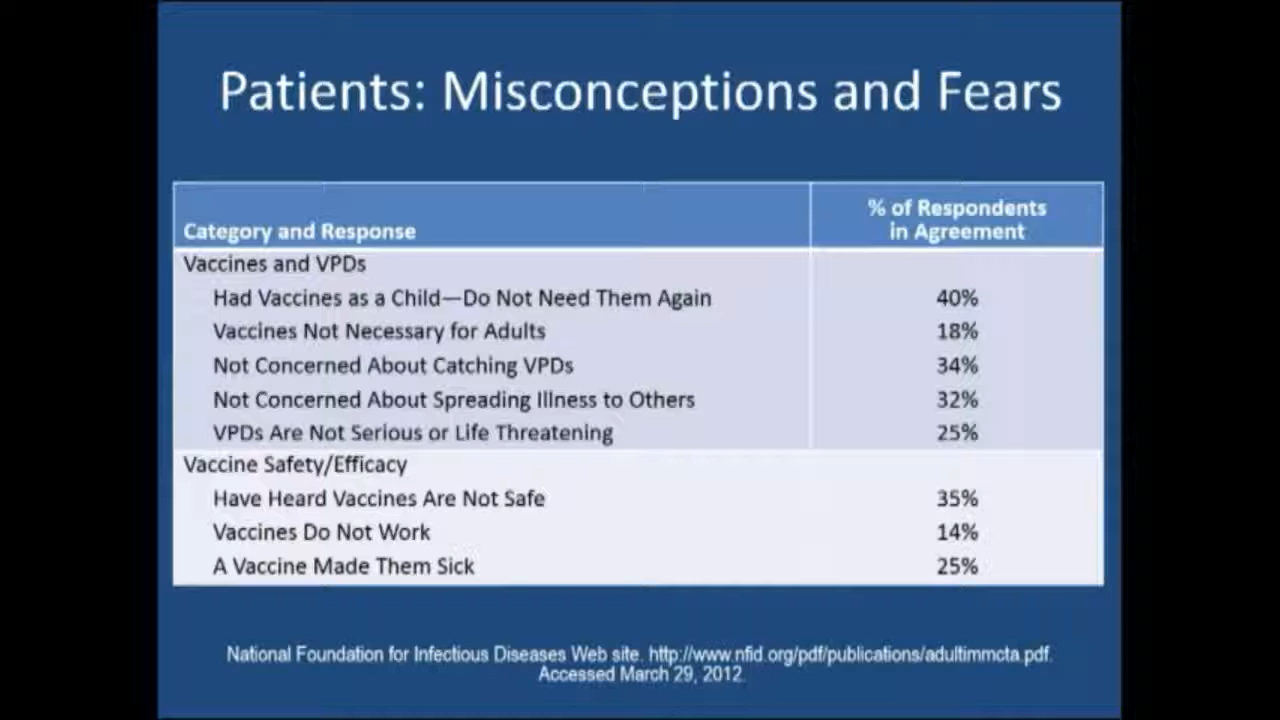 Patients: Misconceptions and Fears
Category and Response
% of Respondents
in Agreement
Vaccines and VPDs
Had Vaccines as a Child—Do Not Need Them Again 40%
Vaccines Not Necessary for Adults 18%
Not Concerned About Catching VPDs 34%
Not Concerned About Spreading Illness to Others 32%
VPDs Are Not Serious or Life Threatening 25%
Vaccine Safety/Efficacy
Have Heard Vaccines Are Not Safe 35%
Vaccines Do Not Work 14%
A Vaccine Made Them Sick 25%
National Foundation for Infectious Diseases Web site. http://www.nfid.org/pdf/publications/adultimmcta.pdf.
Accessed March 29, 2012.